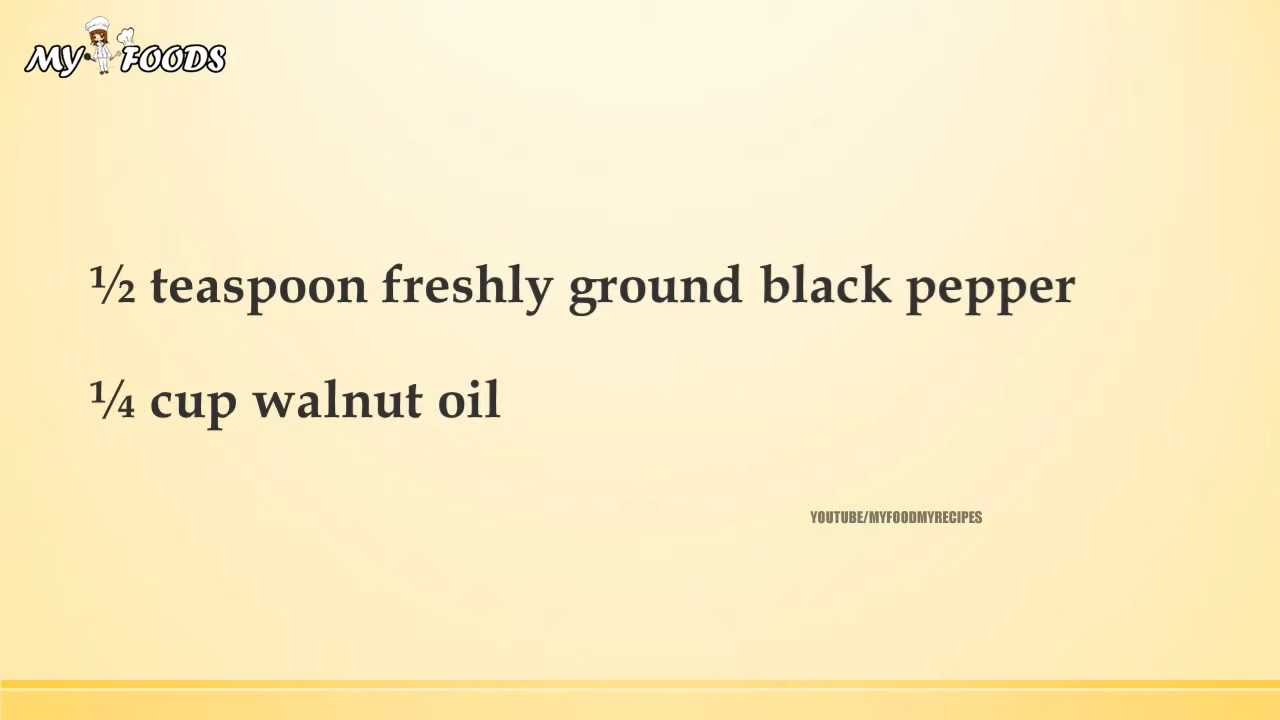 MY FOODS
½ teaspoon freshly ground black pepper
¼ cup walnut oil
YOUTUBE/MYFOODMYRECIPES